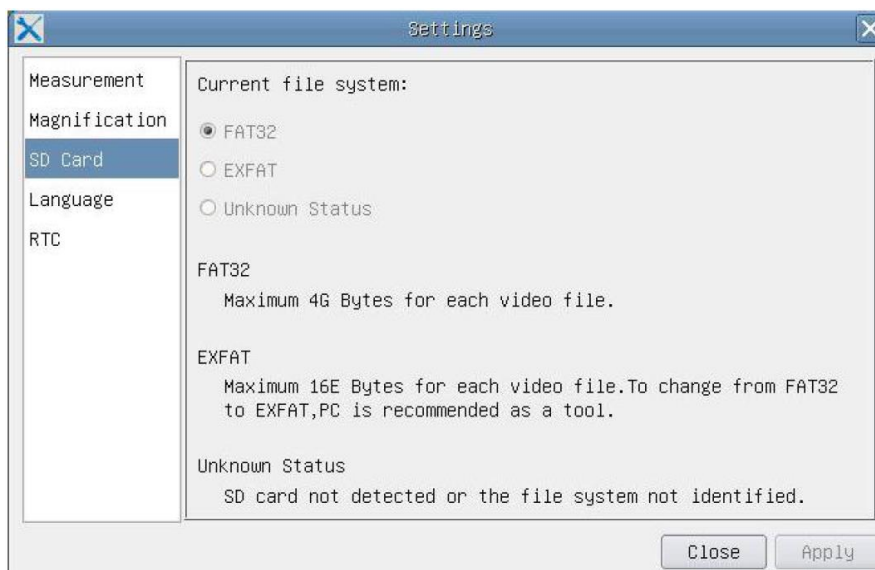 Settings
Measurement
Magnification
SD Card
Language
RTC
Current file system:
FAT32
EXFAT
Unknown Status
FAT32
Maximum 4G Bytes for each video file.
EXFAT
Maximum 16E Bytes for each video file.To change from FAT32
to EXFAT,PC is recommended as a tool.
Unknown Status
SD card not detected or the file system not identified.
Close
Apply